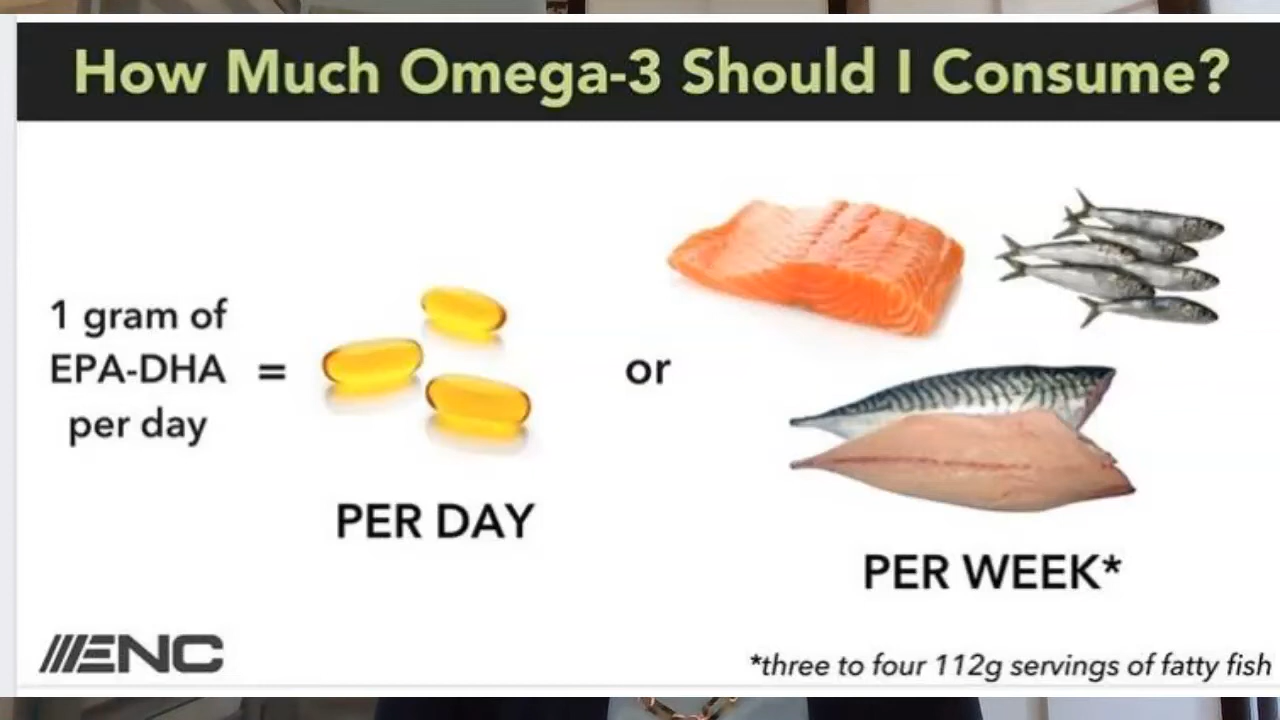 How Much Omega-3 Should I Consume?
1 gram of
EPA-DHA
per day
=
or
PER DAY
PER WEEK*
ENC
*three to four 112g servings of fatty fish